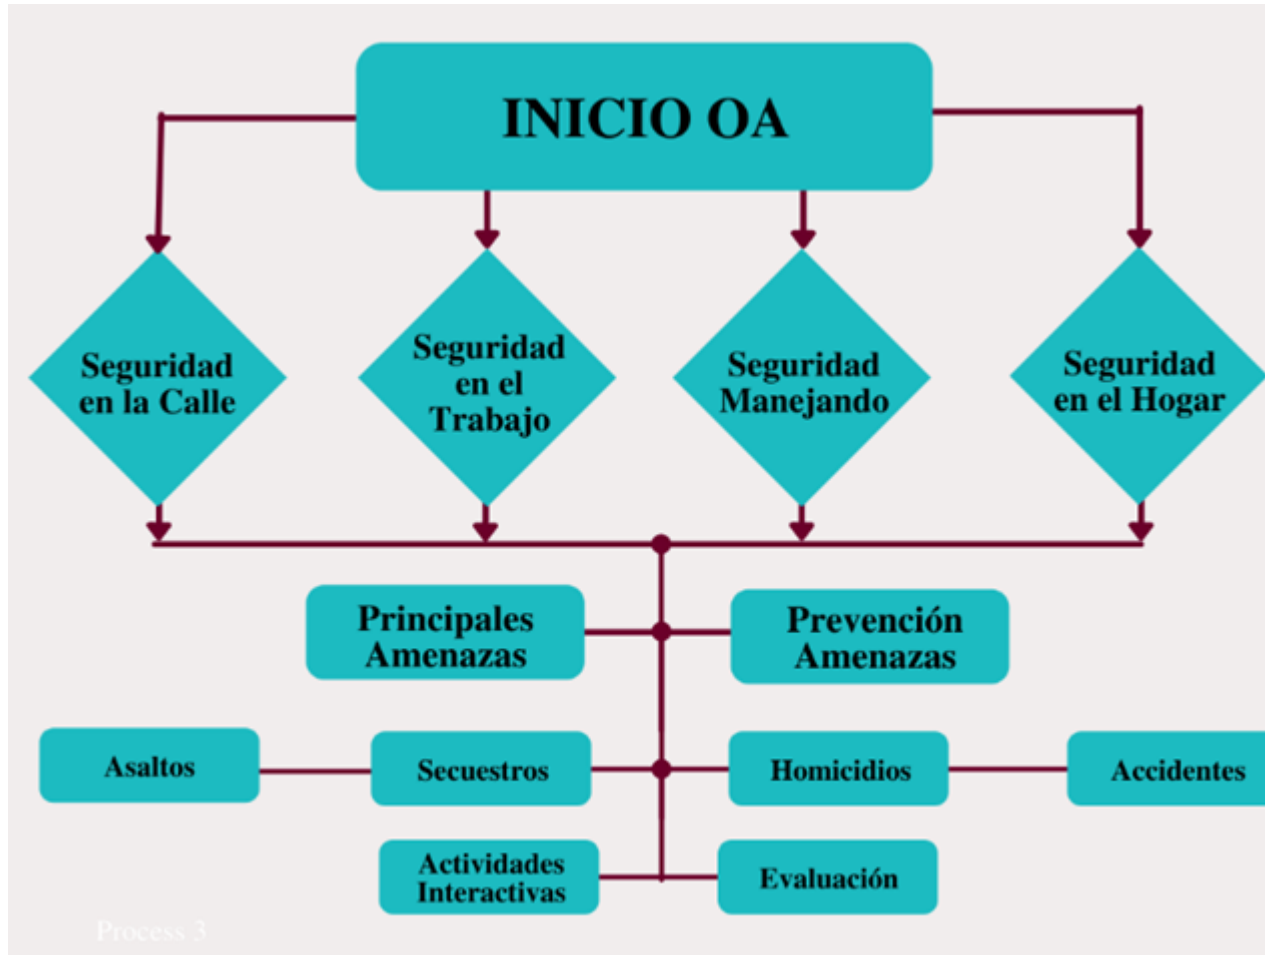 INICIO OA
Seguridad
en la Calle
Seguridad
en el
Trabajo
Seguridad
Manejando
Seguridad
en el Hogar
Principales
Amenazas
Prevención
Amenazas
Asaltos
Secuestros
Homicidios
Accidentes
Actividades
Interactivas
Evaluación
Process 3